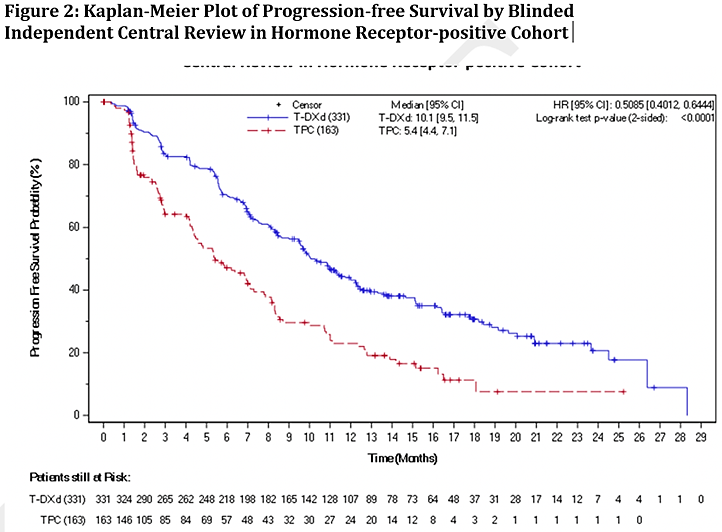 Figure 2: Kaplan-Meier Plot of Progression-free Survival by Blinded
Independent Central Review in Hormone Receptor-positive Cohort
+ Censor
T-DXd (331)
TPC (163)
Median [95% CI]
T-DXd: 10.1 [9.5, 11.5]
TPC: 5.4 [4.4, 7.1]
HR [95% CI]: 0.5085 [0.4012, 0.6444]
Log-rank test p-value (2-sided): <0.0001
Progression Free Survival Probability (%)
100
80
60
40
20
0
0 1 2 3 4 5 6 7 8 9 10 11 12 13 14 15 16 17 18 19 20 21 22 23 24 25 26 27 28 29
Time (Months)
Patients still at Risk:
T-DXd (331) 331 324 290 265 262 248 218 198 182 165 142 128 107 89 78 73 64 48 37 31 28 17 14 12 7 4 4 1 1 0
TPC (163) 163 146 105 85 84 69 57 48 43 32 30 27 24 20 14 12 8 4 3 2 1 1 1 1 1 1 0